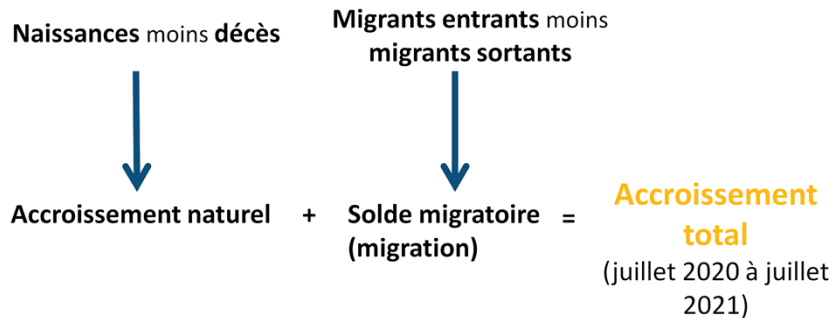 Naissances moins décès
Migrants entrants moins
migrants sortants
Accroissement naturel + Solde migratoire =
(migration)
Accroissement
total
(juillet 2020 à juillet
2021)